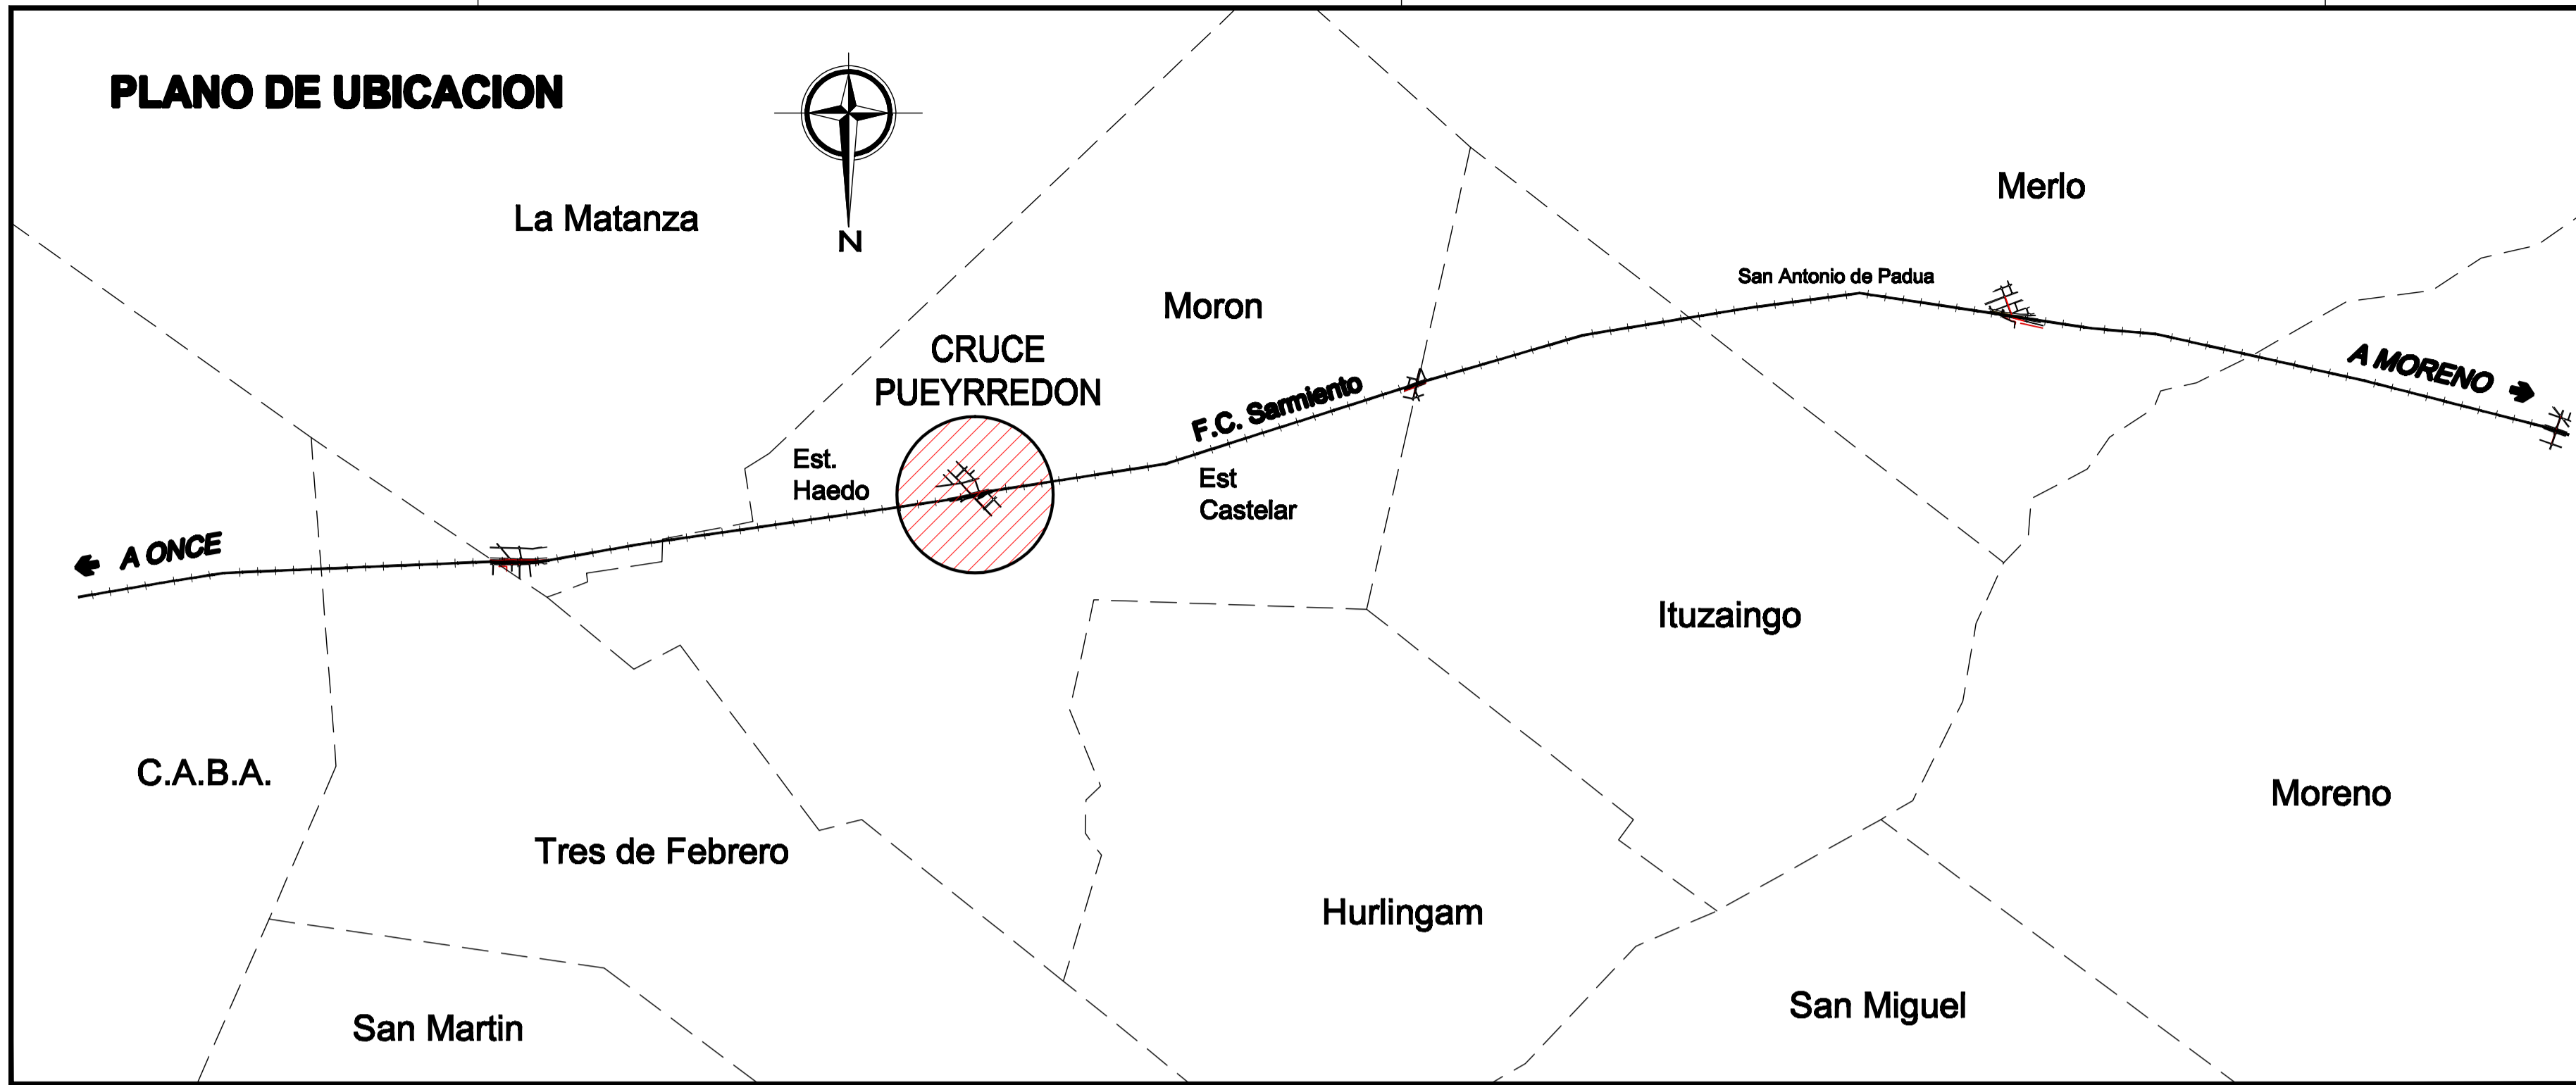 PLANO DE UBICACION
N
La Matanza
Merlo
San Antonio de Padua
Moron
CRUCE
PUEYRREDON
A MORENO
F.C. Sarmiento
Est.
Haedo
Est
Castelar
A ONCE
Ituzaingo
C.A.B.A.
Moreno
Tres de Febrero
Hurlingam
San Miguel
San Martin